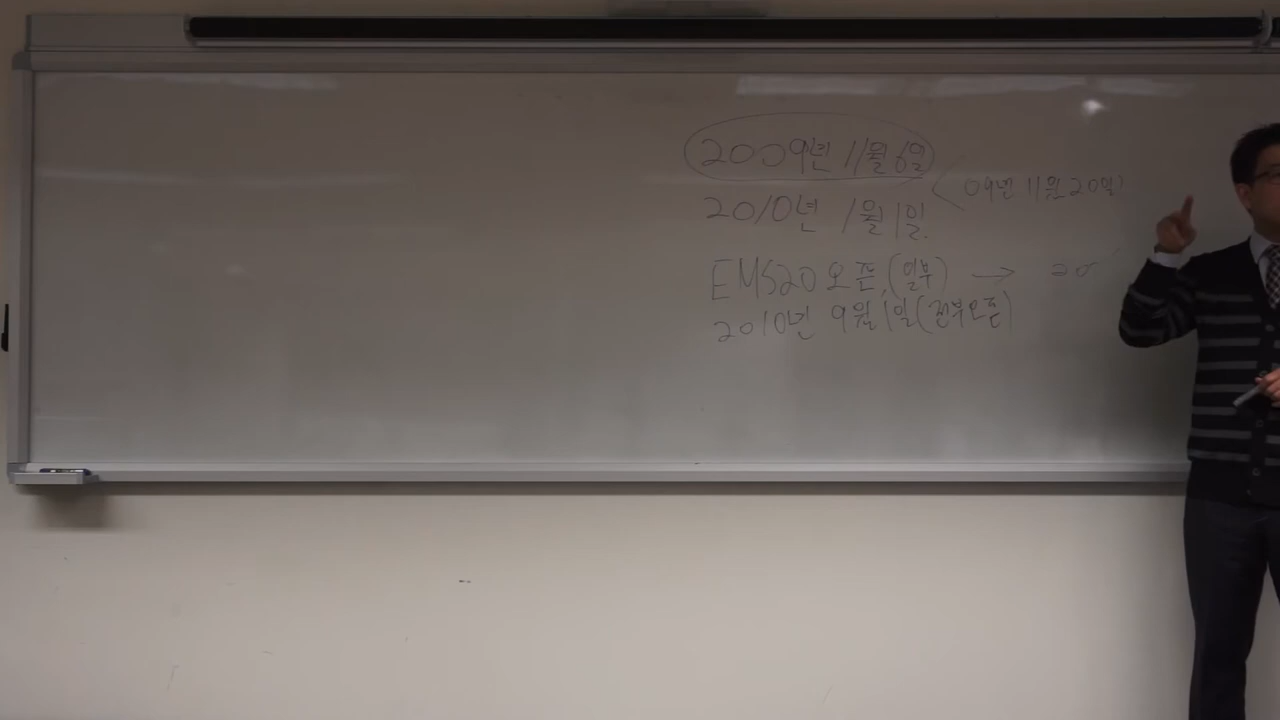 2009년 11월 6일
09년 11월 20일
2010년 1월 1일.
EMS20 오픈, (일부) → 20
2010년 9월 1일 (전부오픈)